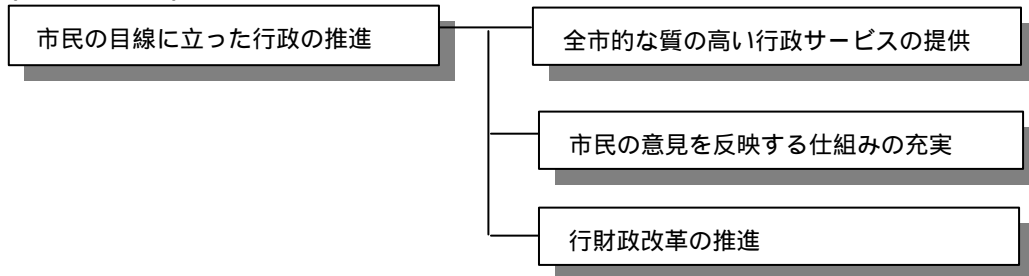 市民の目線に立った行政の推進
全市的な質の高い行政サービスの提供
市民の意見を反映する仕組みの充実
行財政改革の推進